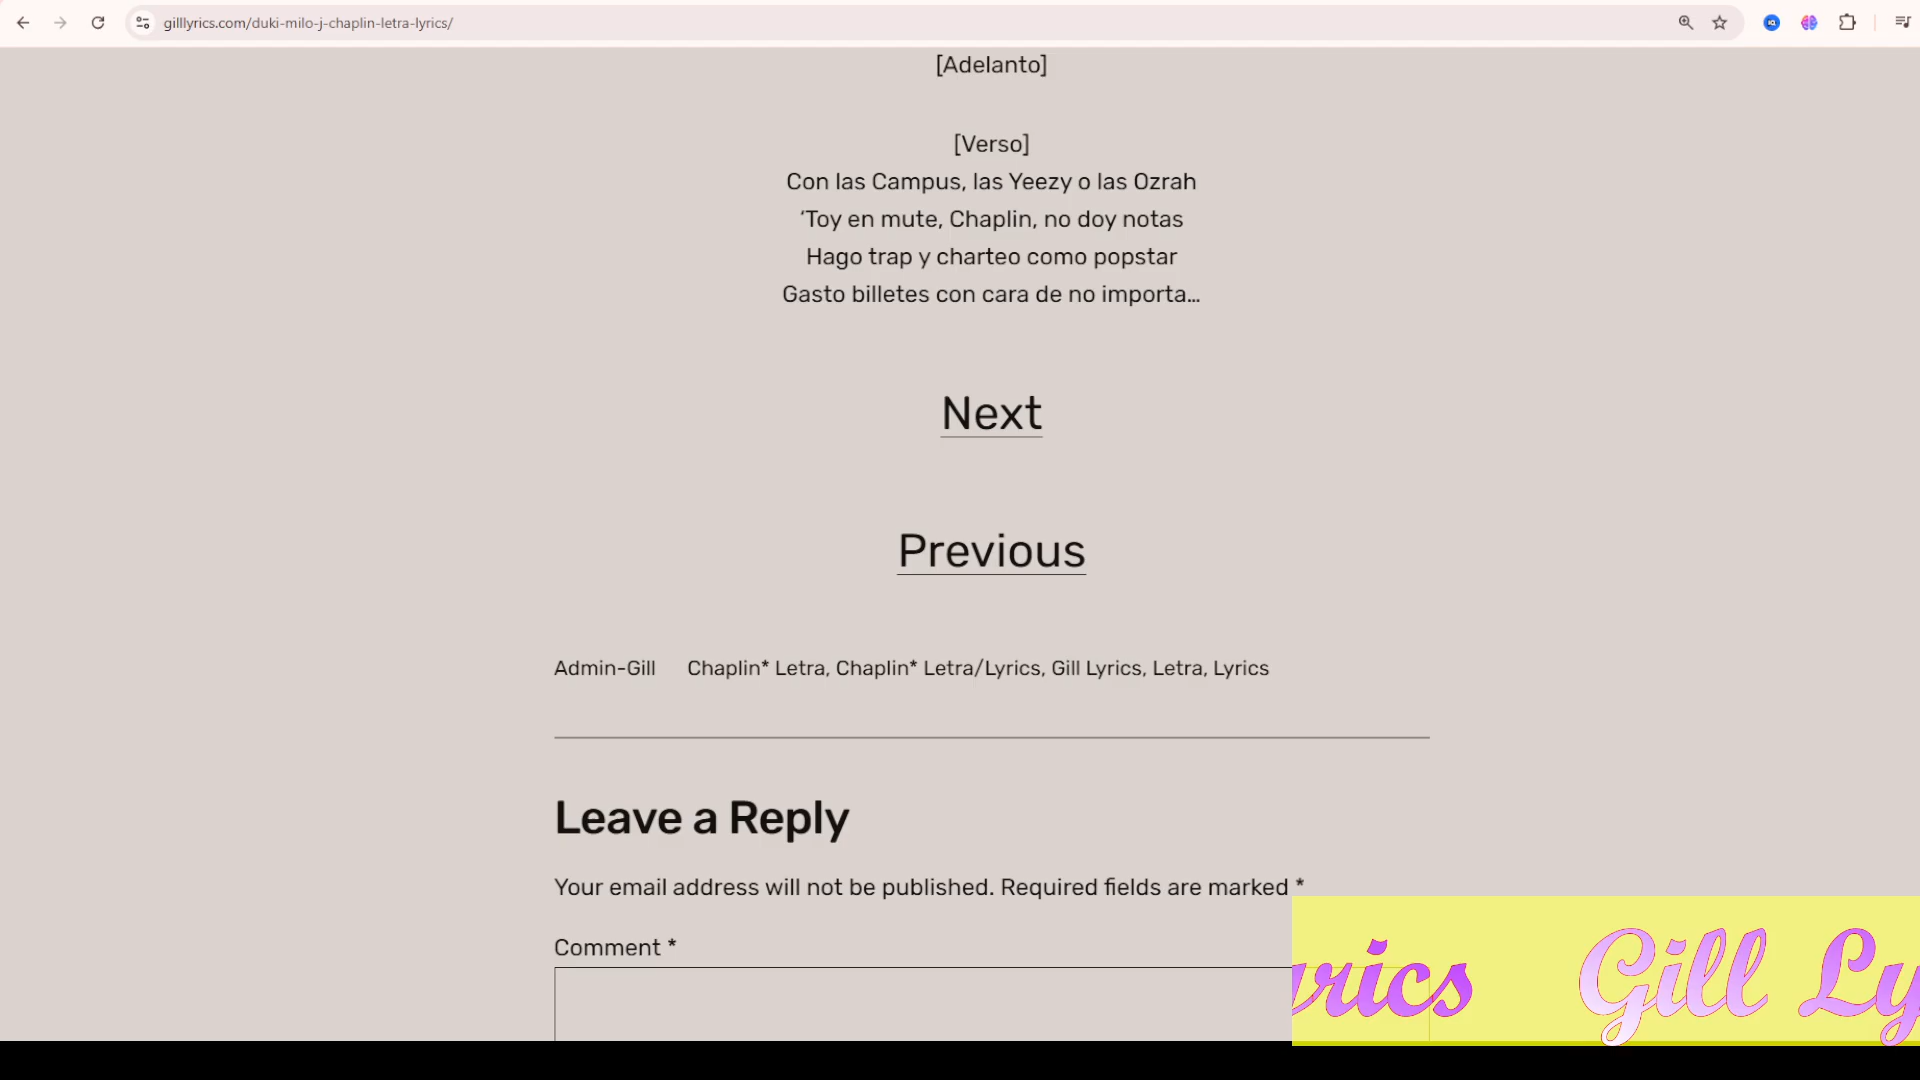 gilllyrics.com/duki-milo-j-chaplin-letra-lyrics/
[Adelanto]
[Verso]
Con las Campus, las Yeezy o las Ozrah
‘Toy en mute, Chaplin, no doy notas
Hago trap y charteo como popstar
Gasto billetes con cara de no importa…
Next
Previous
Admin-Gill Chaplin* Letra, Chaplin* Letra/Lyrics, Gill Lyrics, Letra, Lyrics
Leave a Reply
Your email address will not be published. Required fields are marked *
Comment *
yrics Gill Ly